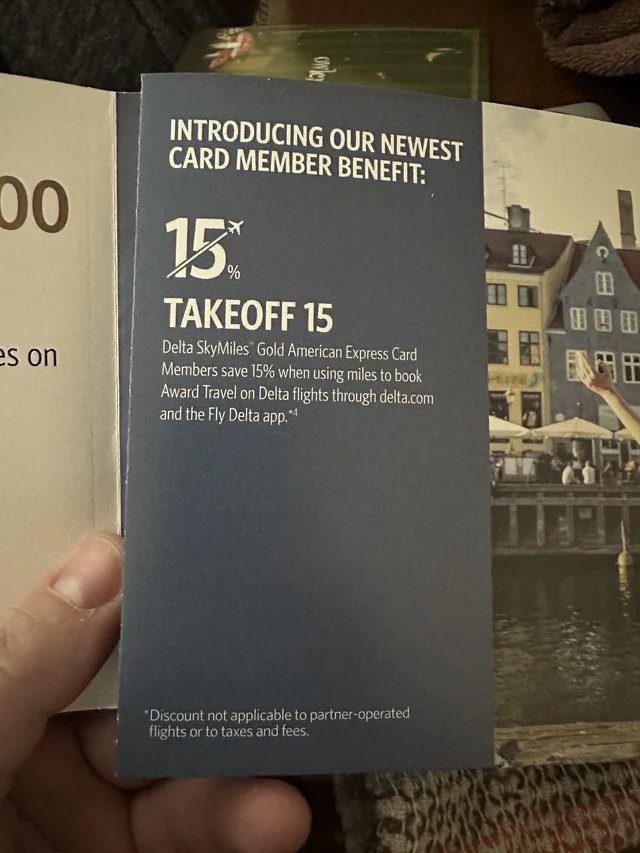 INTRODUCING OUR NEWEST
CARD MEMBER BENEFIT:
15%
TAKEOFF 15
Delta SkyMiles® Gold American Express Card
Members save 15% when using miles to book
Award Travel on Delta flights through delta.com
and the Fly Delta app.*4
*Discount not applicable to partner-operated
flights or to taxes and fees.
00
es on